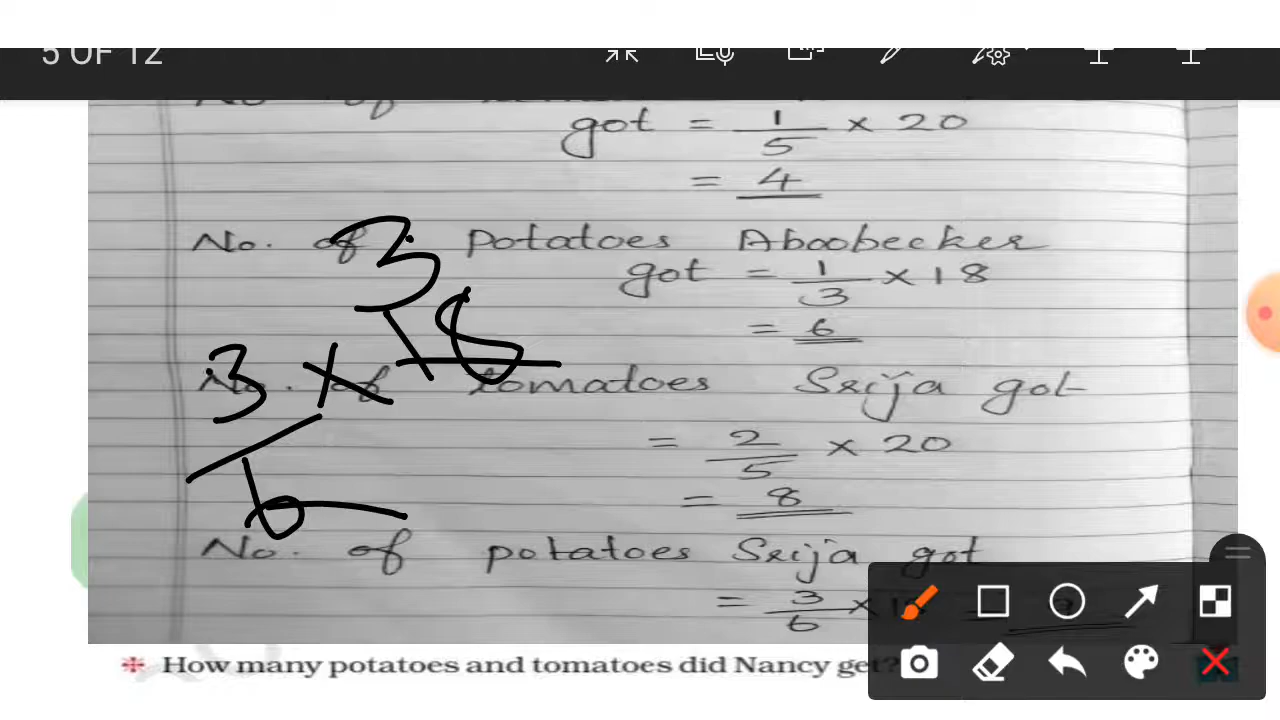 5 OF 12
got = 1/5 × 20
= 4
No. of potatoes Aboobecker
got = 1/3 × 18
= 6
3
18
3 ×
6
No. of tomatoes Srija got
= 2/5 × 20
= 8
No. of potatoes Srija got
= 3/6 ×
How many potatoes and tomatoes did Nancy get?